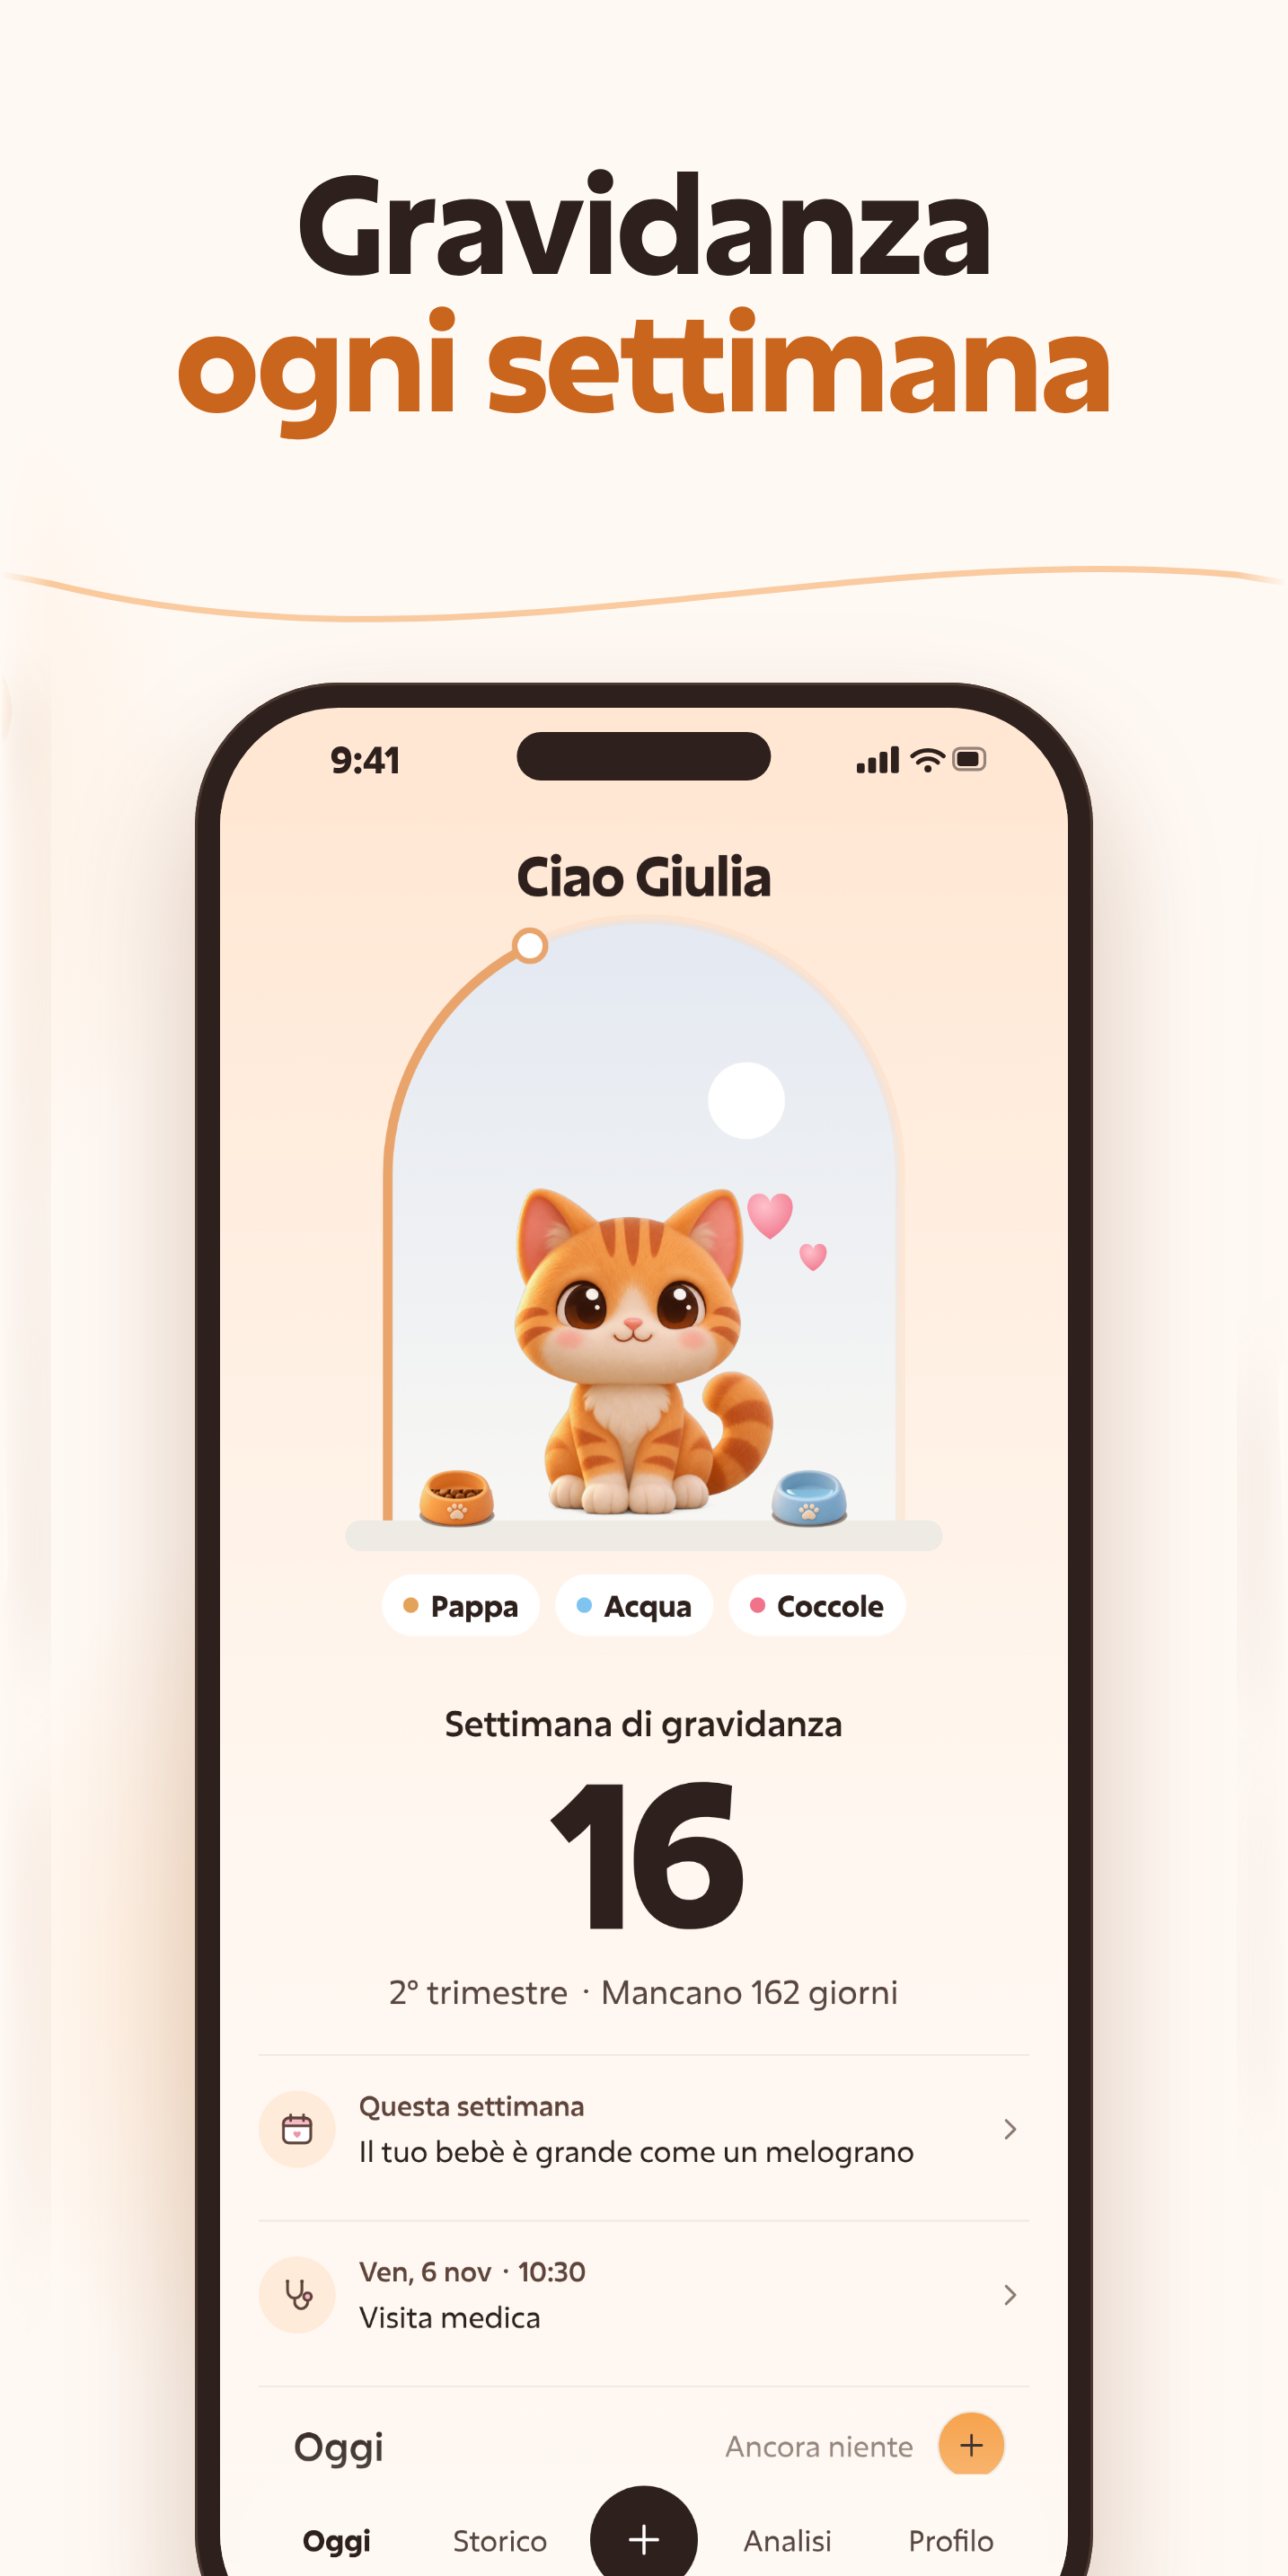 Gravidanza
ogni settimana
9:41
Ciao Giulia
Pappa
Acqua
Coccole
Settimana di gravidanza
16
2° trimestre · Mancano 162 giorni
Questa settimana
Il tuo bebè è grande come un melograno
Ven, 6 nov · 10:30
Visita medica
Oggi
Ancora niente
Oggi
Storico
Analisi
Profilo